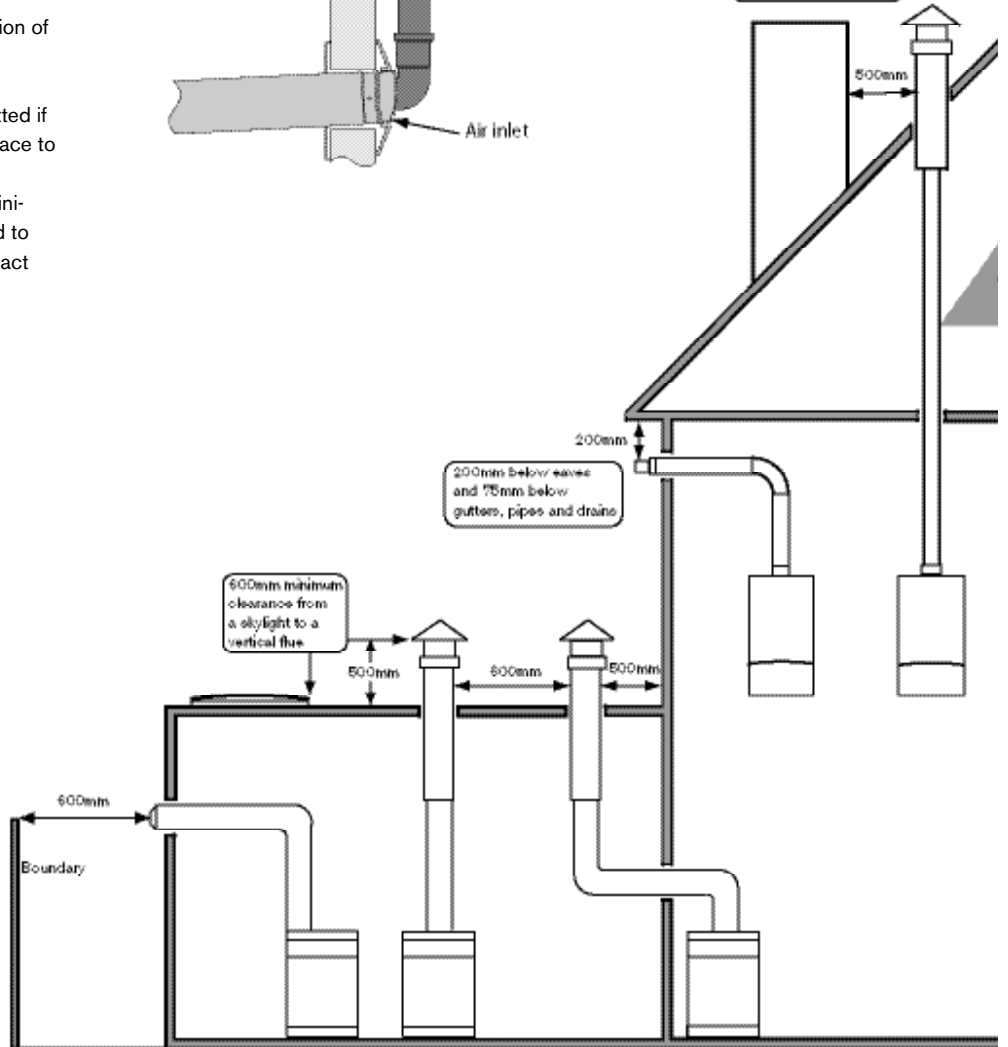 ion of
ted if
ace to
ini-
d to
act
Air inlet
500mm
200mm
200mm below eaves
and 75mm below
gutters, pipes and drains
600mm minimum
clearance from
a skylight to a
vertical flue
500mm
600mm
500mm
600mm
Boundary